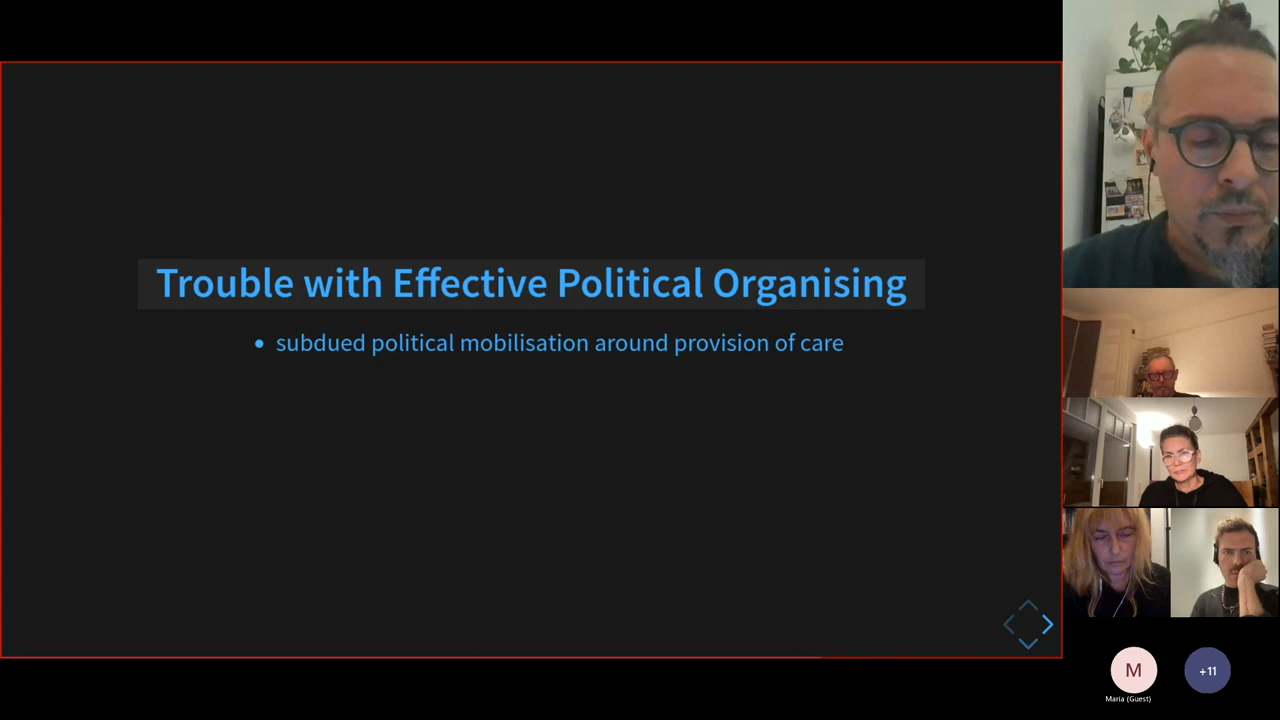 Trouble with Effective Political Organising
subdued political mobilisation around provision of care
M
+11
Maria (Guest)